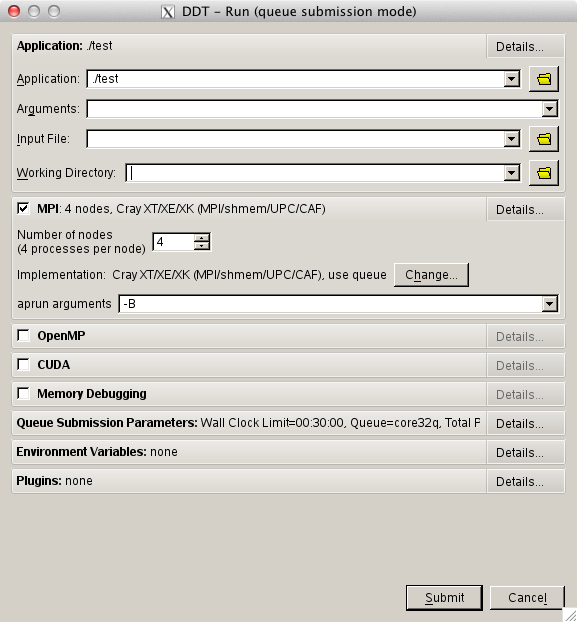 DDT - Run (queue submission mode)
Application: ./test
Details...
Application: ./test
Arguments:
Input File:
Working Directory:
MPI: 4 nodes, Cray XT/XE/XK (MPI/shmem/UPC/CAF)
Details...
Number of nodes
(4 processes per node) 4
Implementation: Cray XT/XE/XK (MPI/shmem/UPC/CAF), use queue Change...
aprun arguments -B
OpenMP Details...
CUDA Details...
Memory Debugging Details...
Queue Submission Parameters: Wall Clock Limit=00:30:00, Queue=core32q, Total P Details...
Environment Variables: none Details...
Plugins: none Details...
Submit Cancel